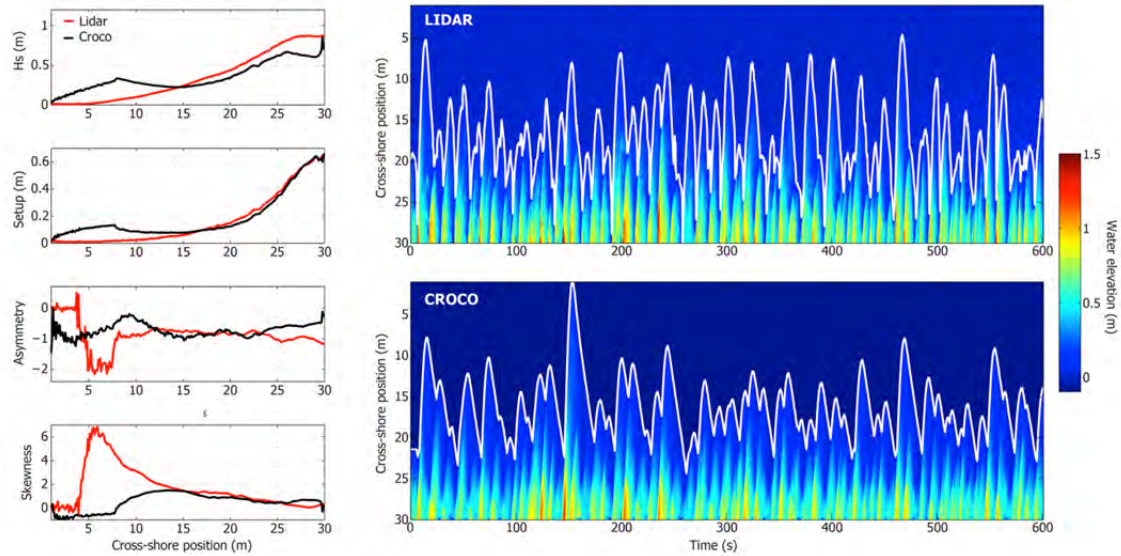 Lidar
Croco
Hs (m)
1
0.5
0
5 10 15 20 25 30
Setup (m)
0.6
0.4
0.2
0
5 10 15 20 25 30
Asymmetry
0
-1
-2
5 10 15 20 25 30
s
Skewness
6
4
2
0
5 10 15 20 25 30
Cross-shore position (m)
LIDAR
Cross-shore position (m)
5
10
15
20
25
30
0 100 200 300 400 500 600
CROCO
Cross-shore position (m)
5
10
15
20
25
30
0 100 200 300 400 500 600
Time (s)
1.5
1
0.5
0
Water elevation (m)